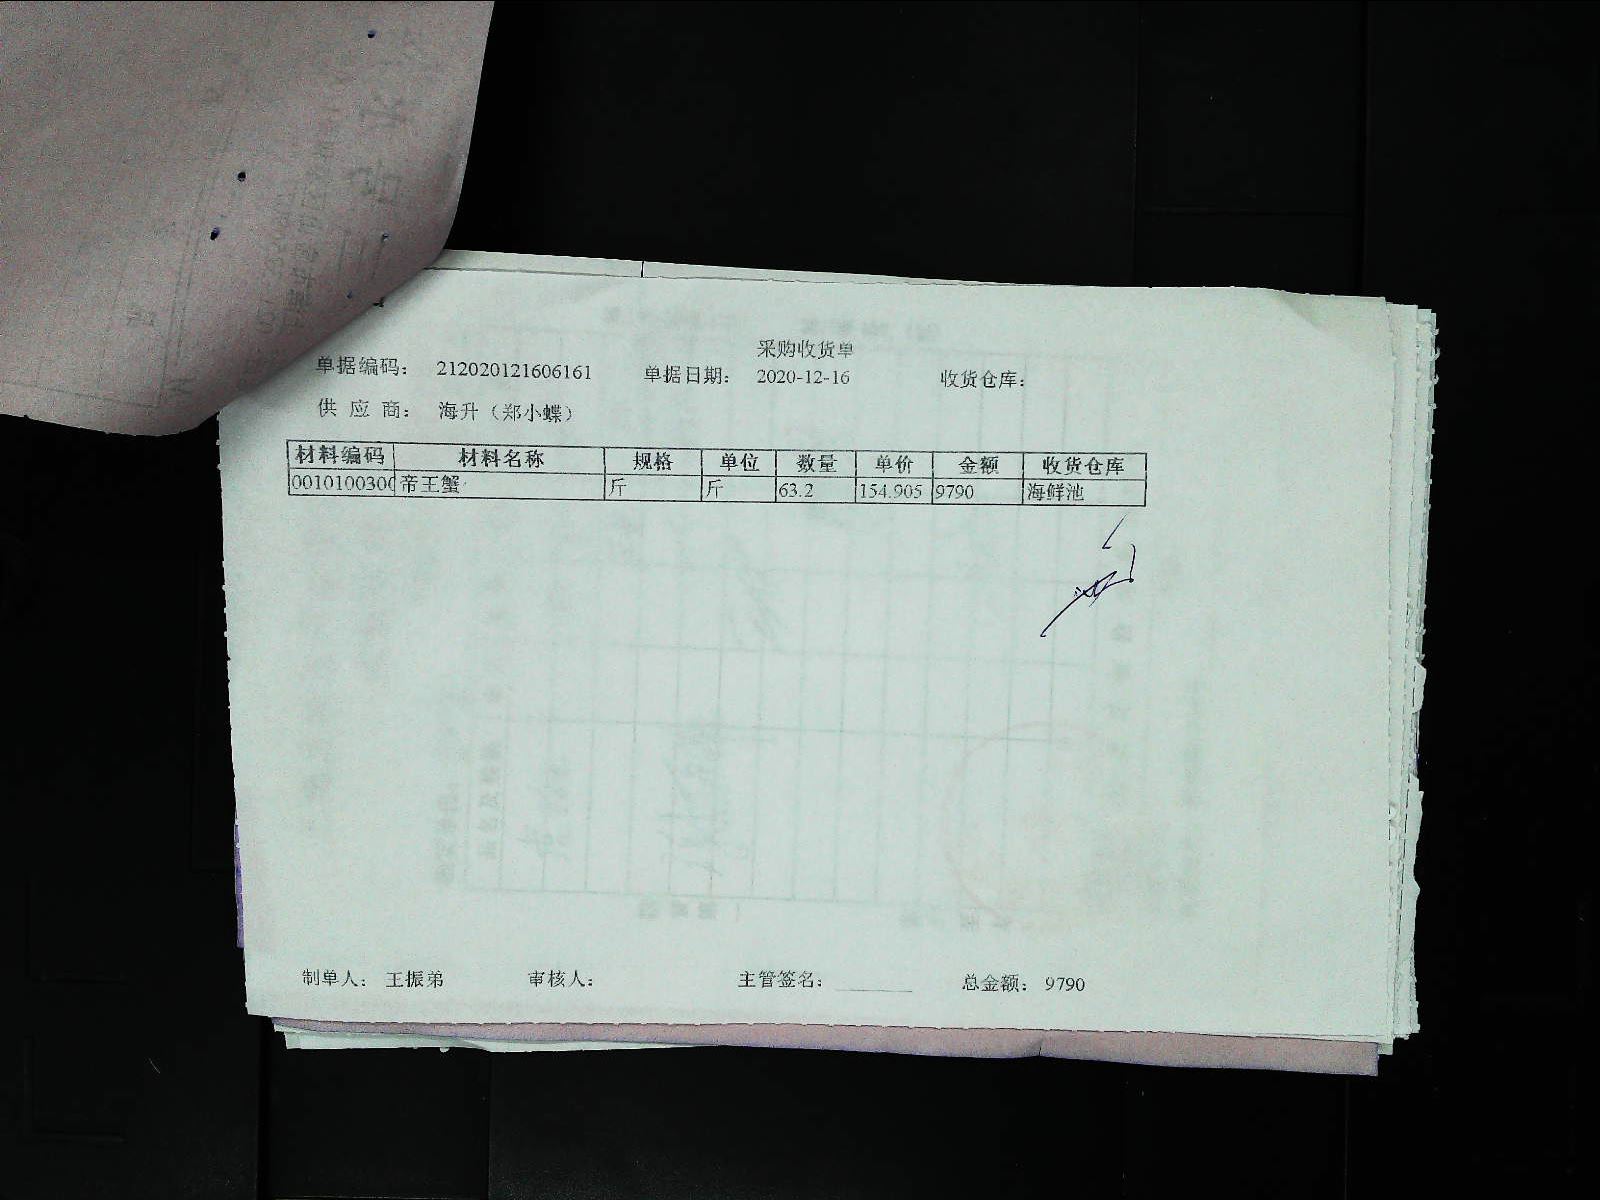 采购收货单
单据编码： 212020121606161 单据日期： 2020-12-16 收货仓库：
供 应 商： 海升（郑小蝶）
材料编码 材料名称 规格 单位 数量 单价 金额 收货仓库
0010100300 帝王蟹 斤 斤 63.2 154.905 9790 海鲜池
制单人： 王振弟 审核人： 主管签名： 总金额： 9790